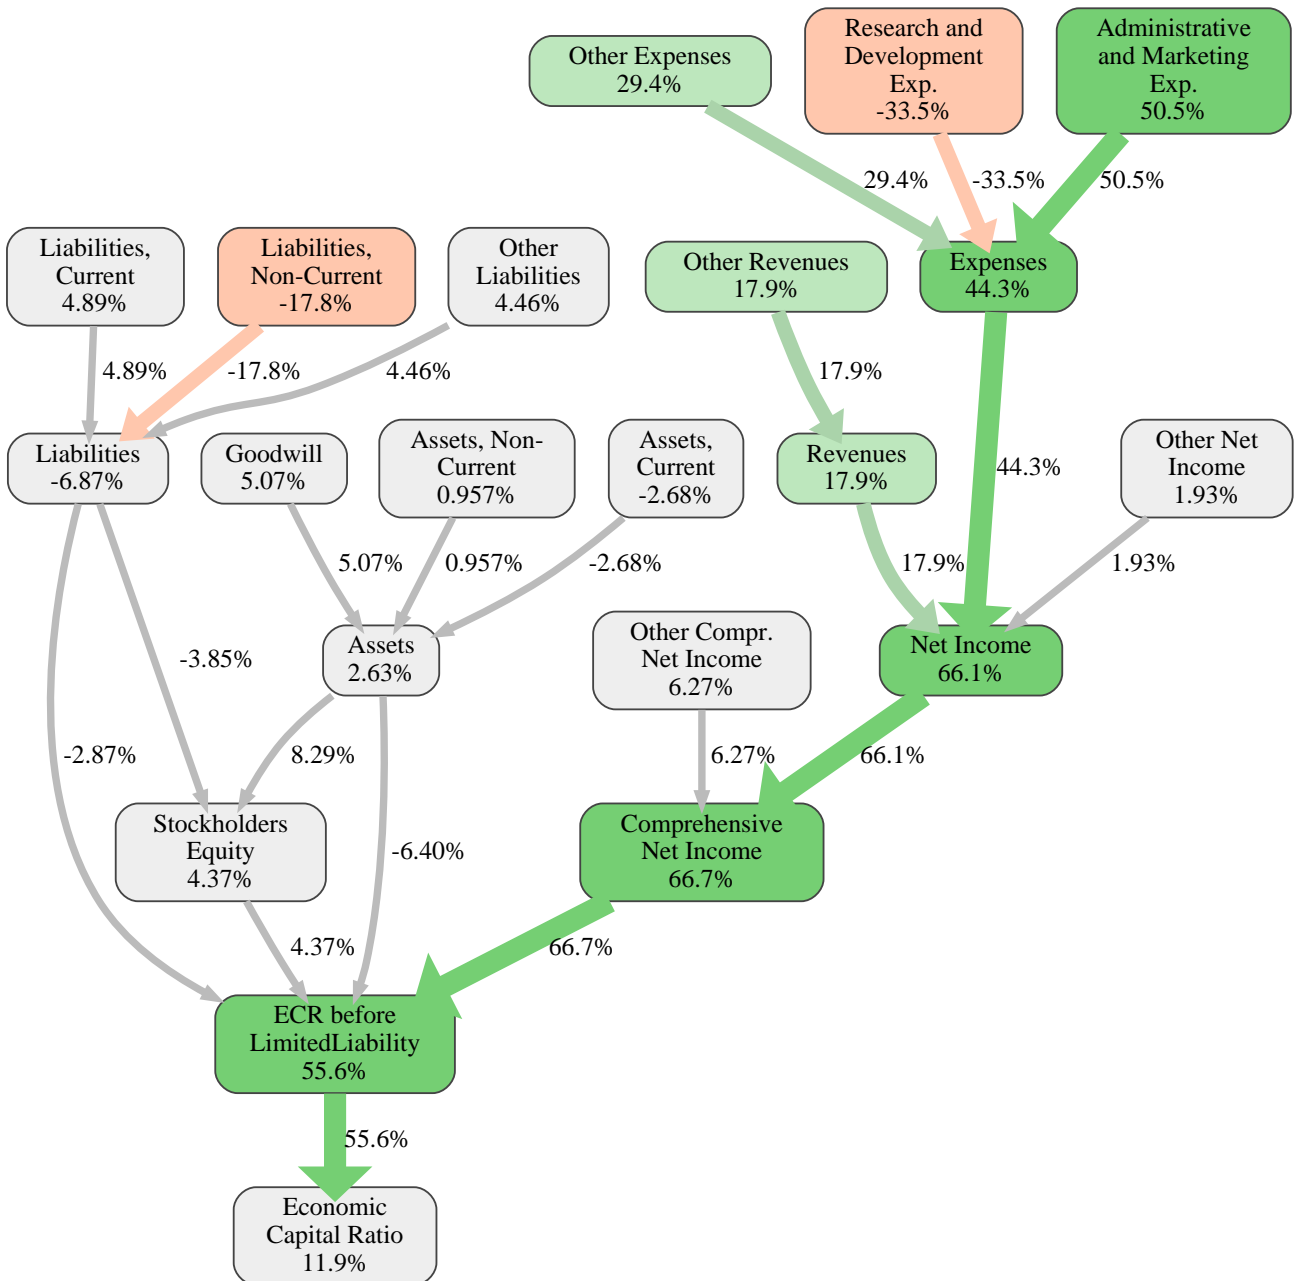 Other Expenses
29.4%
Research and
Development
Exp.
-33.5%
Administrative
and Marketing
Exp.
50.5%
29.4%
-33.5%
50.5%
Liabilities,
Current
4.89%
Liabilities,
Non-Current
-17.8%
Other
Liabilities
4.46%
Other Revenues
17.9%
Expenses
44.3%
4.89%
-17.8%
4.46%
17.9%
Liabilities
-6.87%
Goodwill
5.07%
Assets, Non-
Current
0.957%
Assets,
Current
-2.68%
Revenues
17.9%
44.3%
Other Net
Income
1.93%
5.07%
0.957%
-2.68%
17.9%
1.93%
-3.85%
Assets
2.63%
Other Compr.
Net Income
6.27%
Net Income
66.1%
-2.87%
8.29%
6.27%
66.1%
Stockholders
Equity
4.37%
-6.40%
Comprehensive
Net Income
66.7%
4.37%
66.7%
ECR before
LimitedLiability
55.6%
55.6%
Economic
Capital Ratio
11.9%